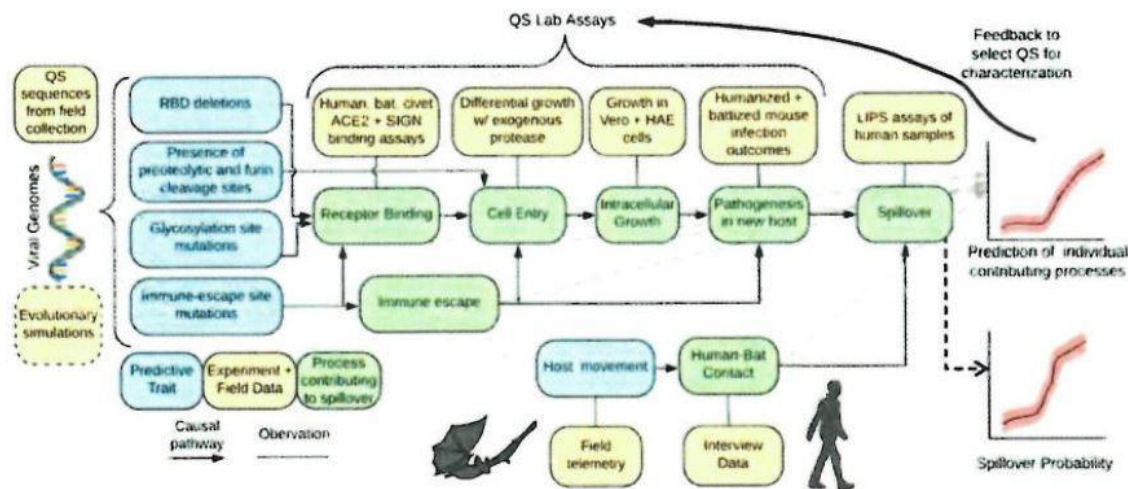 QS Lab Assays
Feedback to
select QS for
characterization
QS
sequences
from field
collection
Viral Genomes
Evolutionary
simulations
RBD deletions
Presence of
preoteolytic and furin
cleavage sites
Glycosylation site
mutations
immune-escape site
mutations
Human. bat. civet
ACE2 + SIGN
binding assays
Differential growth
w/ exogenous
protease
Growth in
Vero + HAE
cells
Humanized +
batized mouse
infection
outcomes
LIPS assays of
human samples
Receptor Binding
Cell Entry
Intracellular
Growth
Pathogenesis
in new host
Spillover
Immune escape
Prediction of individual
contributing processes
Predictive
Trait
Experiment +
Field Data
Process
contributing
to spillover
Causal
pathway
Obervation
Host movement
Human-Bat
Contact
Field
telemetry
Interview
Data
Spillover Probability